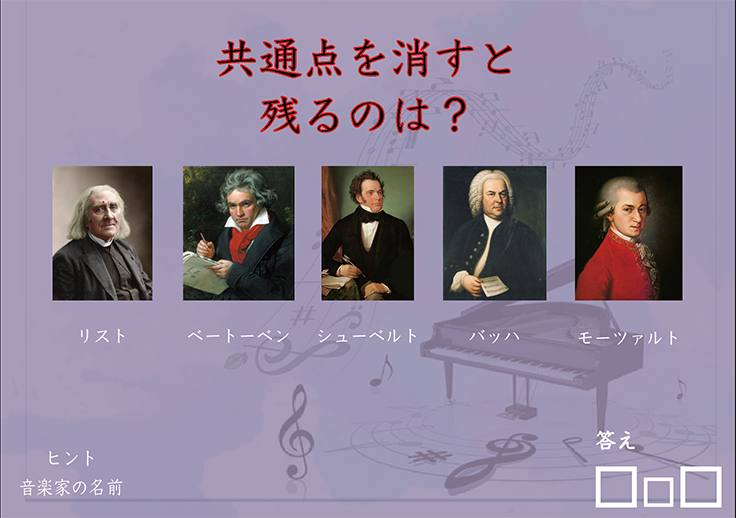 共通点を消すと
残るのは？
リスト
ベートーベン
シューベルト
バッハ
モーツァルト
ヒント
音楽家の名前
答え